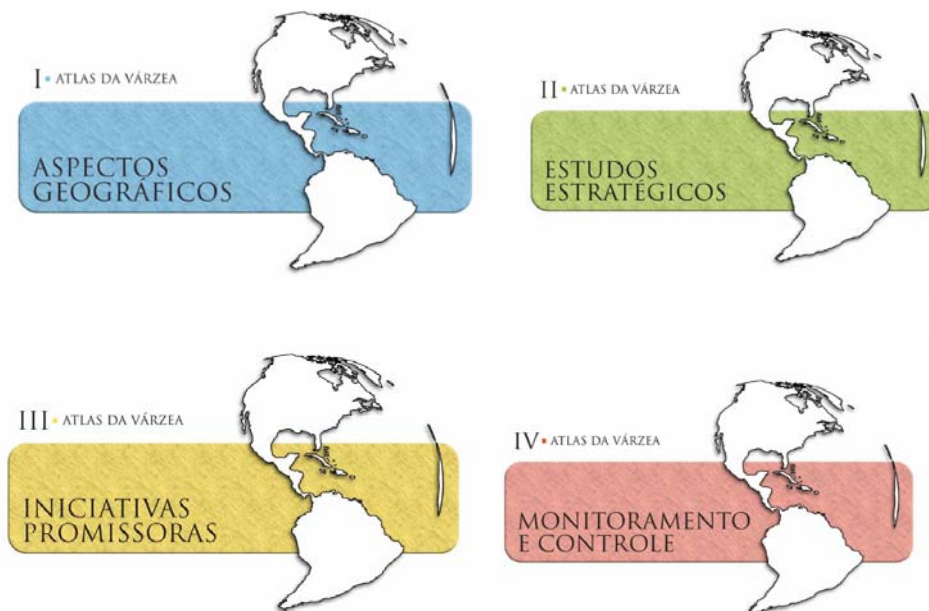 I ▪ ATLAS DA VÁRZEA
ASPECTOS
GEOGRÁFICOS
II ▪ ATLAS DA VÁRZEA
ESTUDOS
ESTRATÉGICOS
III ▪ ATLAS DA VÁRZEA
INICIATIVAS
PROMISSORAS
IV ▪ ATLAS DA VÁRZEA
MONITORAMENTO
E CONTROLE